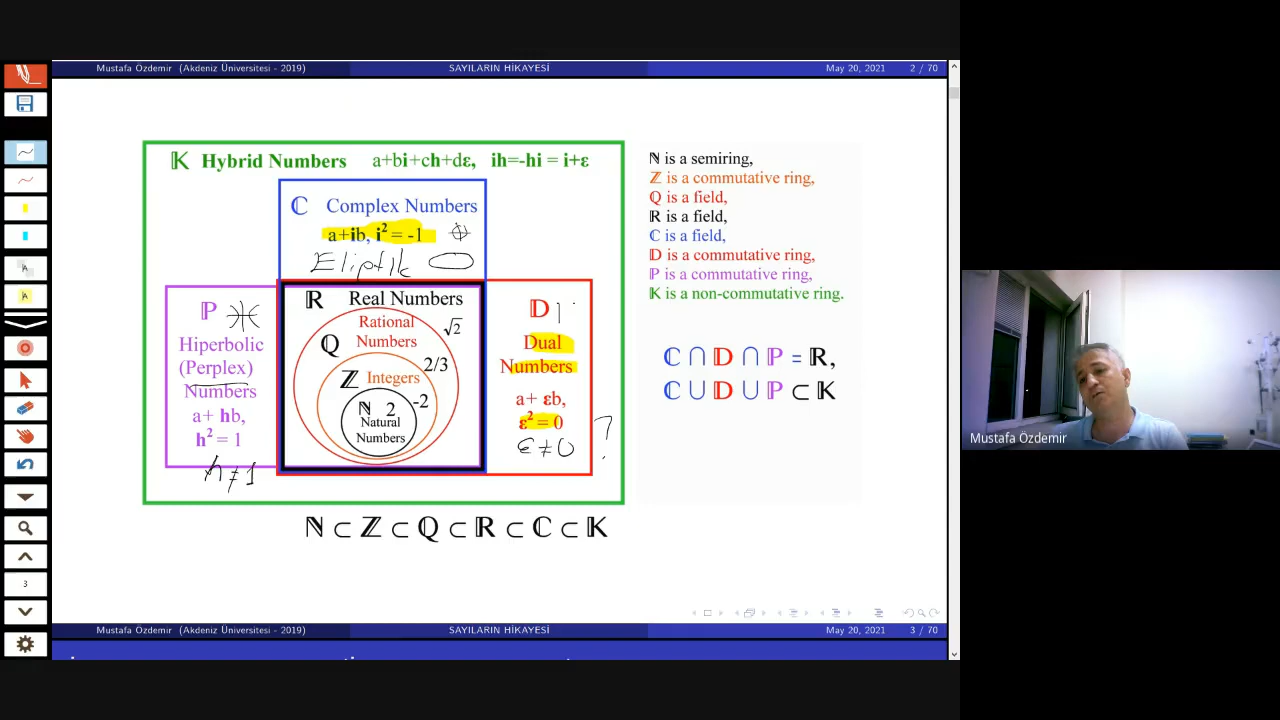 Mustafa Özdemir (Akdeniz Üniversitesi - 2019) SAYILARIN HİKAYESİ May 20, 2021 2 / 70
𝕂 Hybrid Numbers a+bi+ch+dε, ih=-hi = i+ε
ℂ Complex Numbers
a+ib, i² = -1
Eliptik
ℝ Real Numbers
Rational
Numbers
√2
ℚ
2/3
ℤ Integers
-2
ℕ 2
Natural
Numbers
ℙ
Hiperbolic
(Perplex)
Numbers
a+ hb,
h² = 1
h ≠ 1
𝔻
Dual
Numbers
a+ εb,
ε² = 0
ε ≠ 0
?
ℕ ⊂ ℤ ⊂ ℚ ⊂ ℝ ⊂ ℂ ⊂ 𝕂
ℕ is a semiring,
ℤ is a commutative ring,
ℚ is a field,
ℝ is a field,
ℂ is a field,
𝔻 is a commutative ring,
ℙ is a commutative ring,
𝕂 is a non-commutative ring.
ℂ ∩ 𝔻 ∩ ℙ = ℝ,
ℂ ∪ 𝔻 ∪ ℙ ⊂ 𝕂
Mustafa Özdemir (Akdeniz Üniversitesi - 2019) SAYILARIN HİKAYESİ May 20, 2021 3 / 70
A
A
3
Mustafa Özdemir